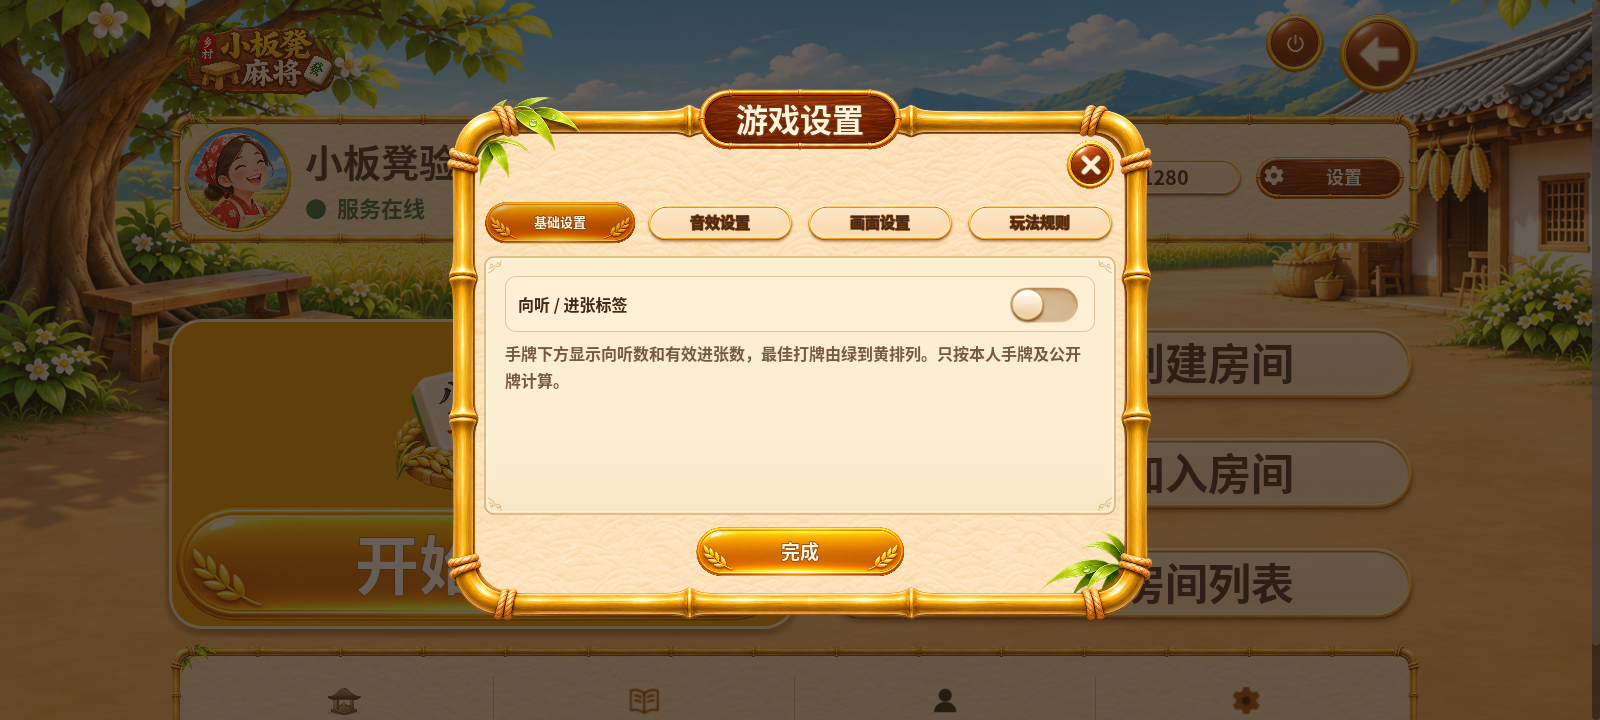 乡村
小板凳
麻将
游戏设置
小板凳验
服务在线
1280
设置
基础设置
音效设置
画面设置
玩法规则
向听 / 进张标签
手牌下方显示向听数和有效进张数，最佳打牌由绿到黄排列。只按本人手牌及公开
牌计算。
创建房间
加入房间
开始
完成
房间列表